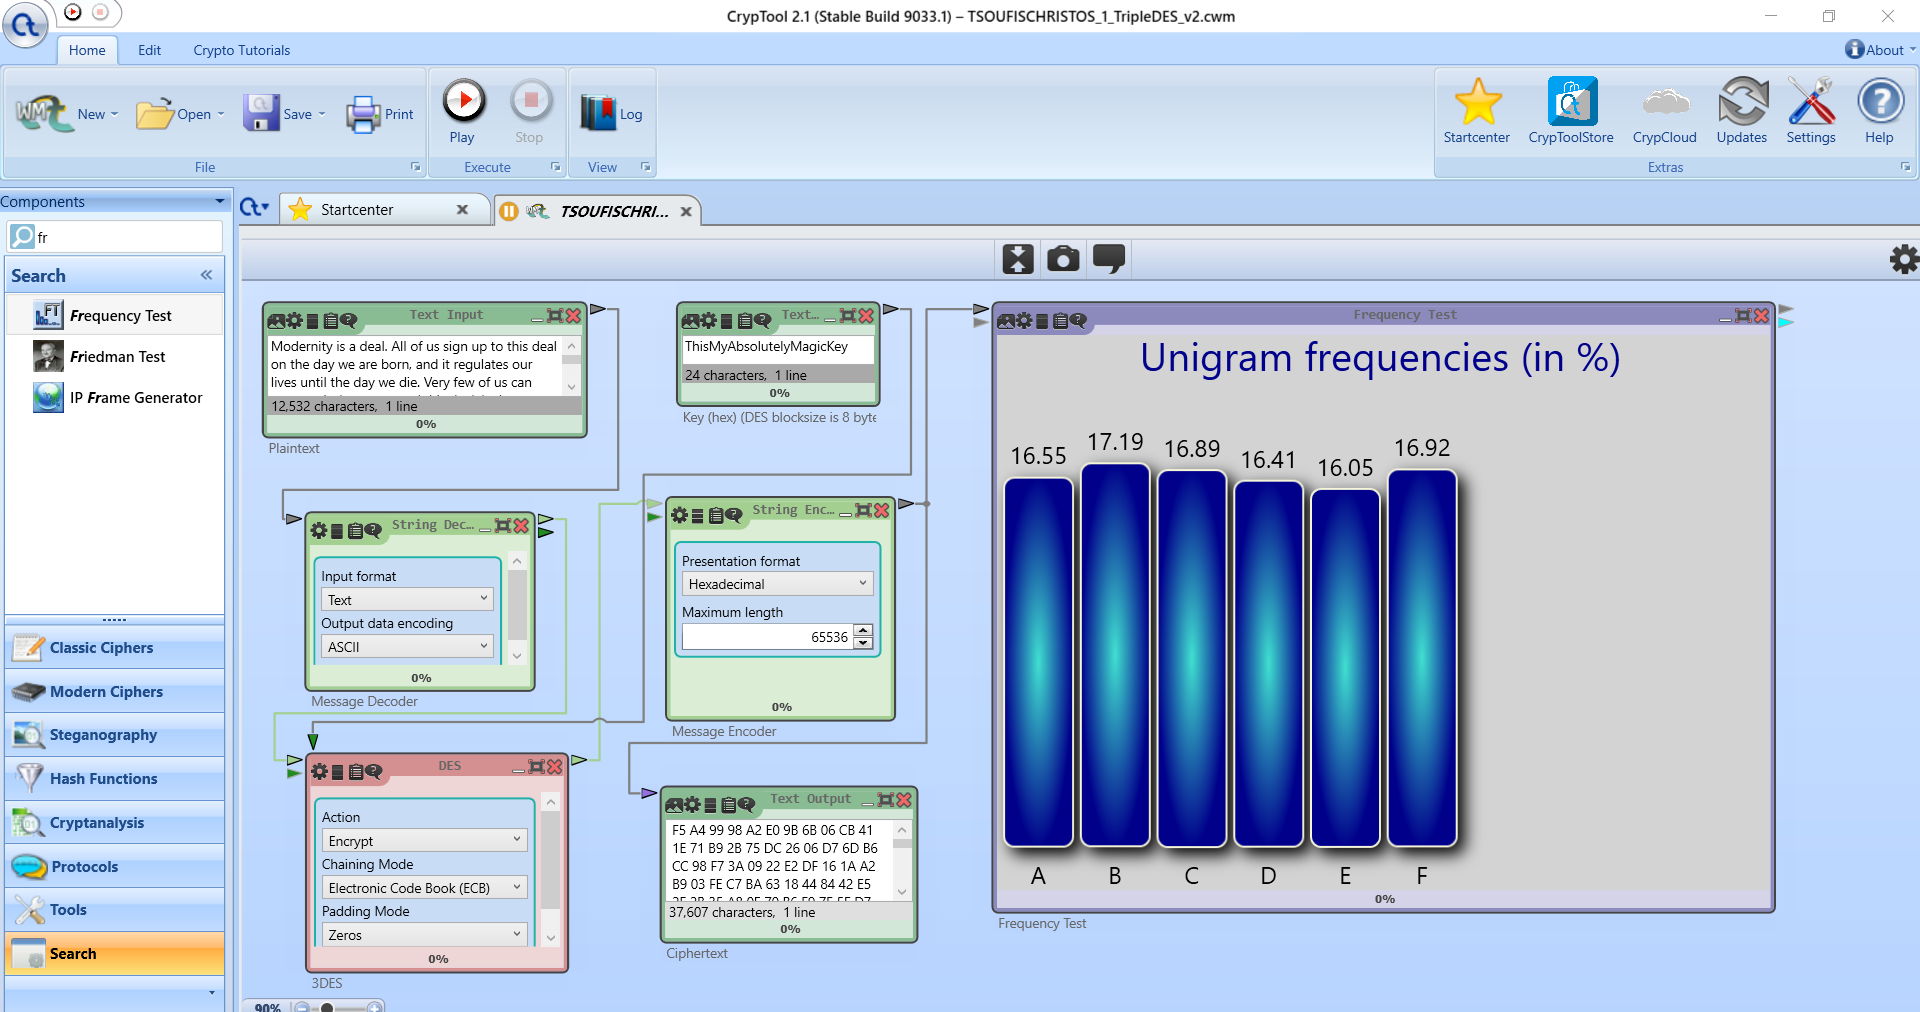 CrypTool 2.1 (Stable Build 9033.1) – TSOUFISCHRISTOS_1_TripleDES_v2.cwm
Home
Edit
Crypto Tutorials
About
New
Open
Save
Print
Play
Stop
Log
Startcenter
CrypToolStore
CrypCloud
Updates
Settings
Help
File
Execute
View
Extras
Components
Startcenter
TSOUFISCHRI...
fr
Search
Frequency Test
Friedman Test
IP Frame Generator
Classic Ciphers
Modern Ciphers
Steganography
Hash Functions
Cryptanalysis
Protocols
Tools
Search
Text Input
Modernity is a deal. All of us sign up to this deal
on the day we are born, and it regulates our
lives until the day we die. Very few of us can
12,532 characters, 1 line
0%
Plaintext
Text...
ThisMyAbsolutelyMagicKey
24 characters, 1 line
0%
Key (hex) (DES blocksize is 8 byte
String Dec...
Input format
Text
Output data encoding
ASCII
0%
Message Decoder
String Enc...
Presentation format
Hexadecimal
Maximum length
65536
0%
Message Encoder
DES
Action
Encrypt
Chaining Mode
Electronic Code Book (ECB)
Padding Mode
Zeros
0%
3DES
Text Output
F5 A4 99 98 A2 E0 9B 6B 06 CB 41
1E 71 B9 2B 75 DC 26 06 D7 6D B6
CC 98 F7 3A 09 22 E2 DF 16 1A A2
B9 03 FE C7 BA 63 18 44 84 42 E5
37,607 characters, 1 line
0%
Ciphertext
Frequency Test
Unigram frequencies (in %)
16.55 17.19 16.89 16.41 16.05 16.92
A B C D E F
0%
Frequency Test
90%